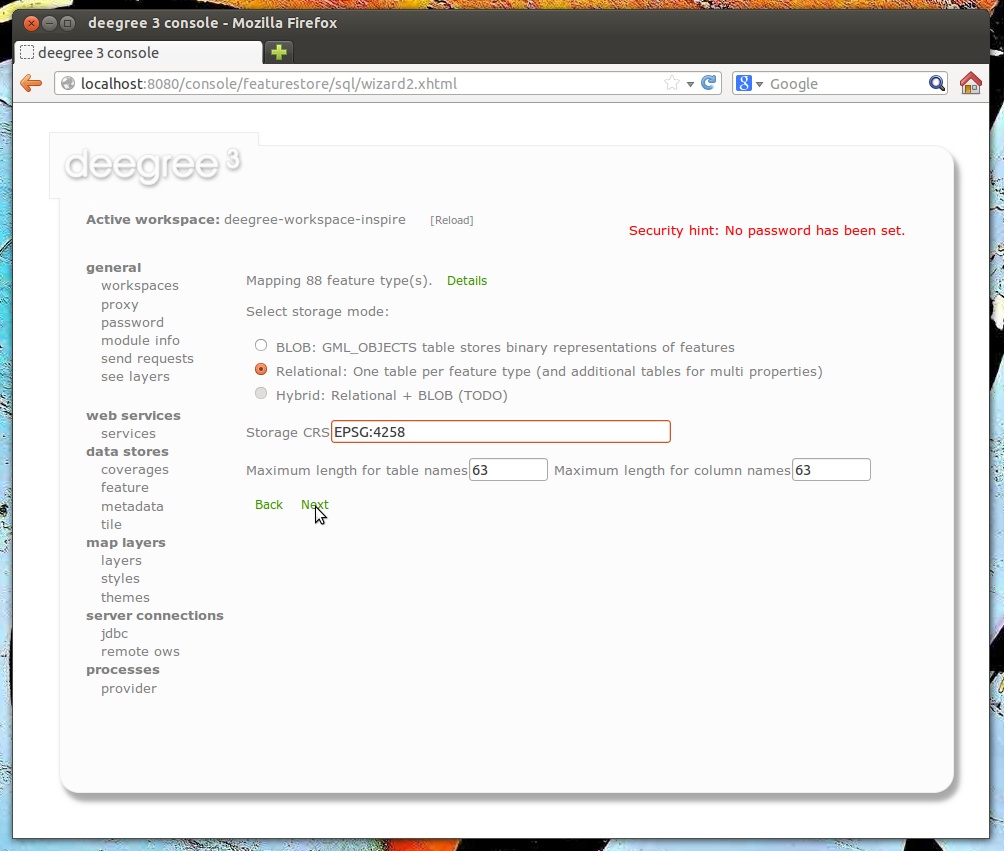 deegree 3 console - Mozilla Firefox
deegree 3 console
localhost:8080/console/featurestore/sql/wizard2.xhtml
8 Google
deegree 3
Active workspace: deegree-workspace-inspire [Reload]
Security hint: No password has been set.
general
workspaces
proxy
password
module info
send requests
see layers
web services
services
data stores
coverages
feature
metadata
tile
map layers
layers
styles
themes
server connections
jdbc
remote ows
processes
provider
Mapping 88 feature type(s). Details
Select storage mode:
BLOB: GML_OBJECTS table stores binary representations of features
Relational: One table per feature type (and additional tables for multi properties)
Hybrid: Relational + BLOB (TODO)
Storage CRS EPSG:4258
Maximum length for table names 63 Maximum length for column names 63
Back Next